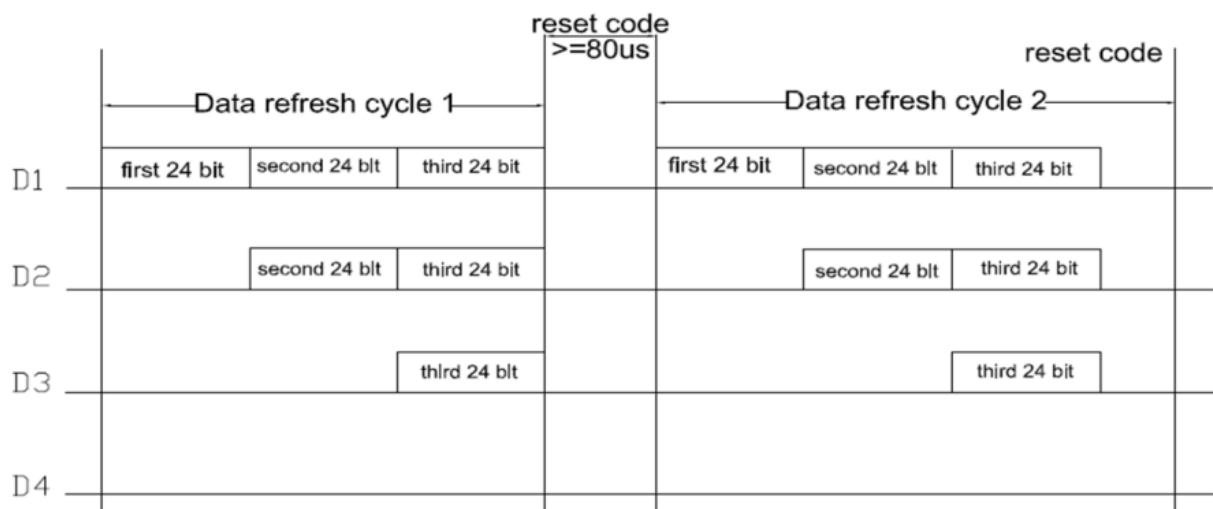 reset code
>=80us
reset code
Data refresh cycle 1
Data refresh cycle 2
D1 first 24 bit second 24 blt third 24 bit first 24 bit second 24 blt third 24 bit
D2 second 24 blt third 24 bit second 24 blt third 24 bit
D3 thlrd 24 blt third 24 bit
D4